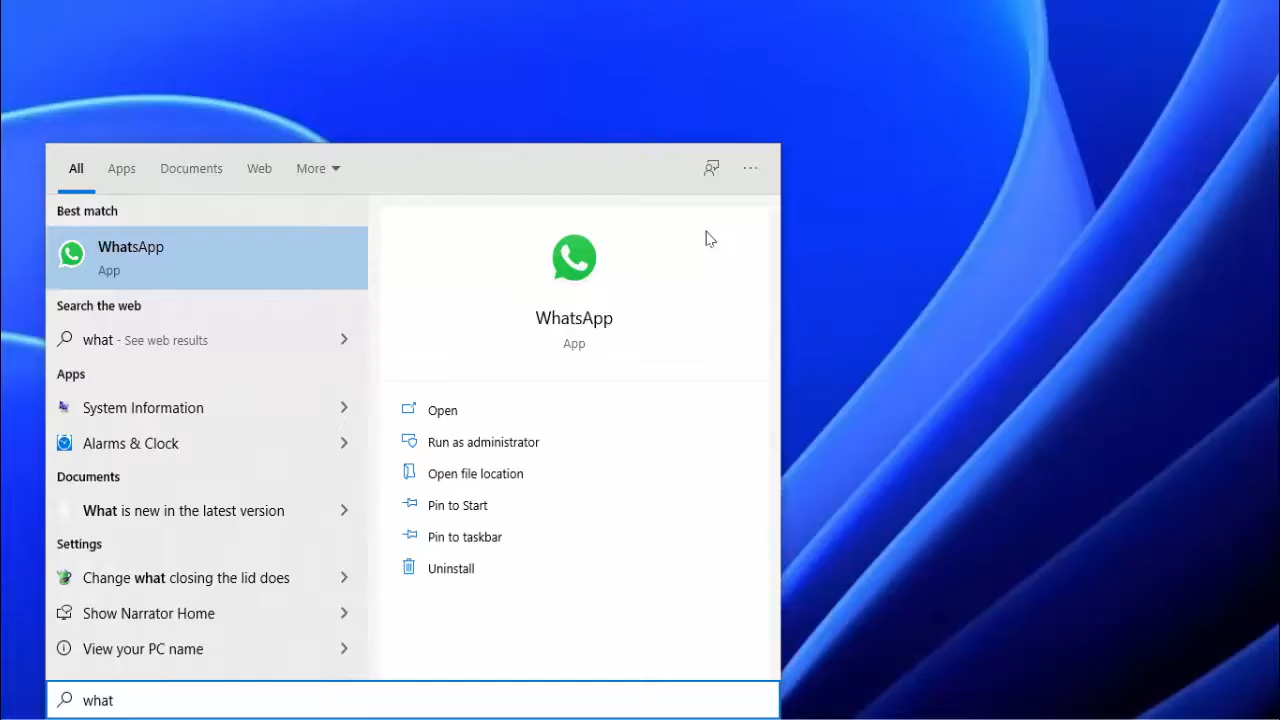 All Apps Documents Web More
Best match
WhatsApp
App
Search the web
what - See web results
Apps
System Information
Alarms & Clock
Documents
What is new in the latest version
Settings
Change what closing the lid does
Show Narrator Home
View your PC name
WhatsApp
App
Open
Run as administrator
Open file location
Pin to Start
Pin to taskbar
Uninstall
what